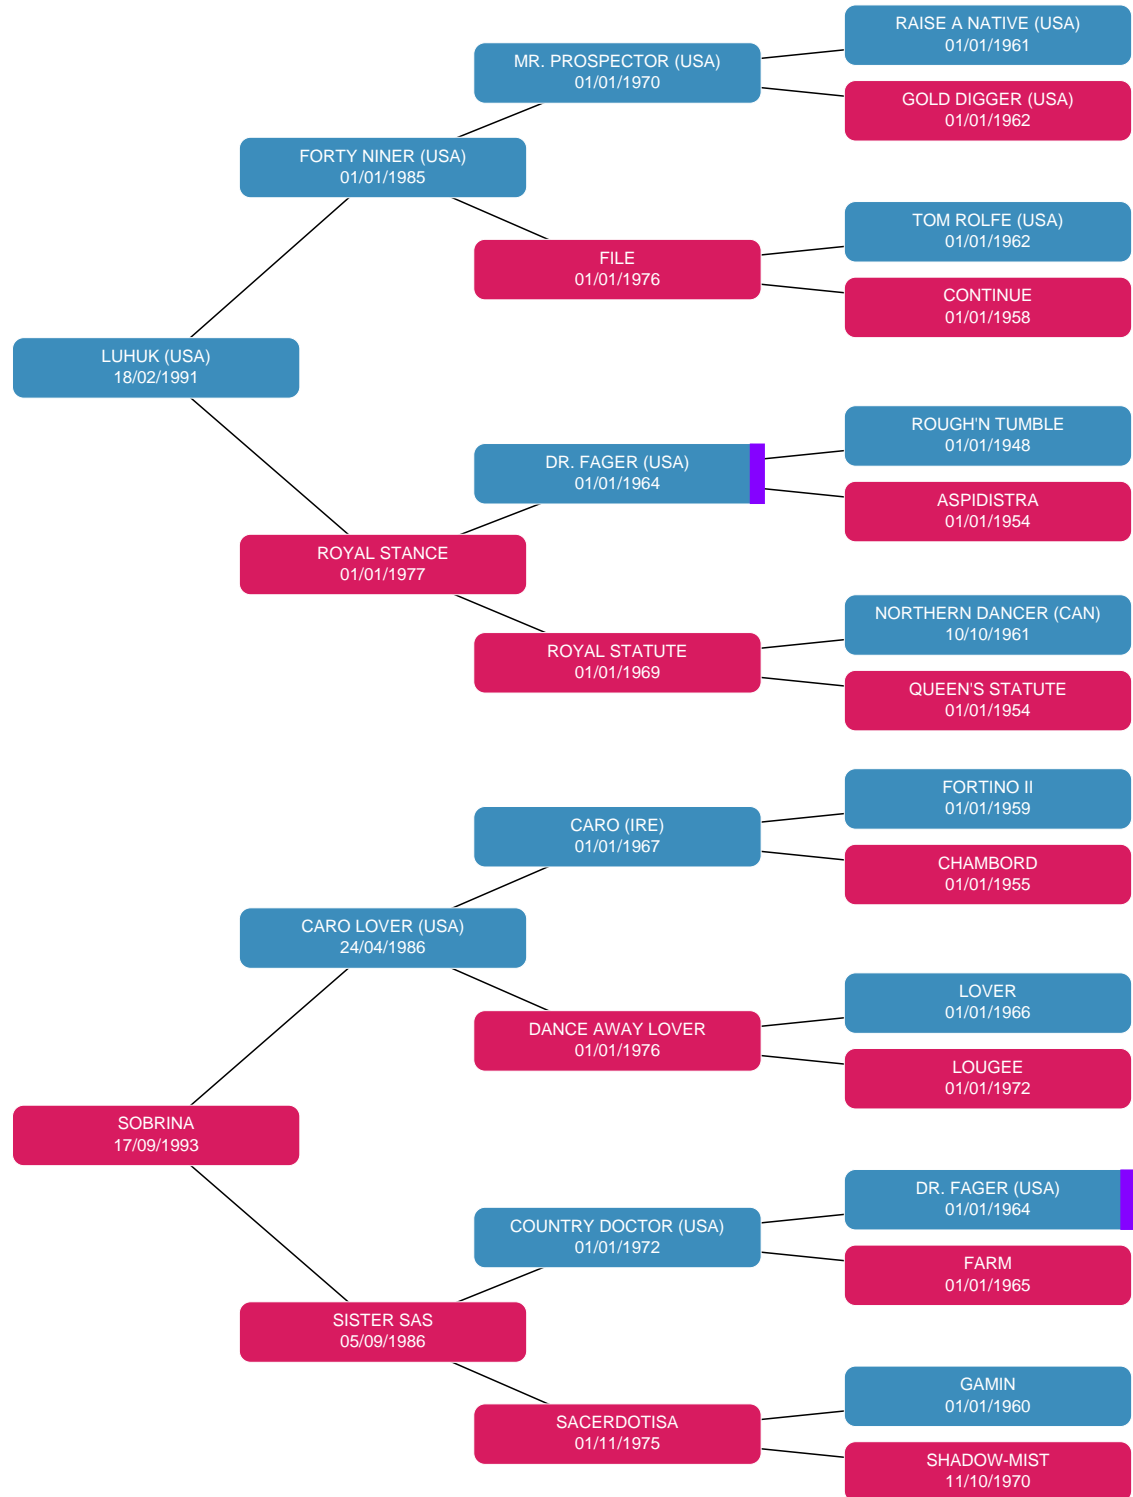 RAISE A NATIVE (USA)
01/01/1961
MR. PROSPECTOR (USA)
01/01/1970
GOLD DIGGER (USA)
01/01/1962
FORTY NINER (USA)
01/01/1985
TOM ROLFE (USA)
01/01/1962
FILE
01/01/1976
CONTINUE
01/01/1958
LUHUK (USA)
18/02/1991
ROUGH'N TUMBLE
01/01/1948
DR. FAGER (USA)
01/01/1964
ASPIDISTRA
01/01/1954
ROYAL STANCE
01/01/1977
NORTHERN DANCER (CAN)
10/10/1961
ROYAL STATUTE
01/01/1969
QUEEN'S STATUTE
01/01/1954
FORTINO II
01/01/1959
CARO (IRE)
01/01/1967
CHAMBORD
01/01/1955
CARO LOVER (USA)
24/04/1986
LOVER
01/01/1966
DANCE AWAY LOVER
01/01/1976
LOUGEE
01/01/1972
SOBRINA
17/09/1993
DR. FAGER (USA)
01/01/1964
COUNTRY DOCTOR (USA)
01/01/1972
FARM
01/01/1965
SISTER SAS
05/09/1986
GAMIN
01/01/1960
SACERDOTISA
01/11/1975
SHADOW-MIST
11/10/1970